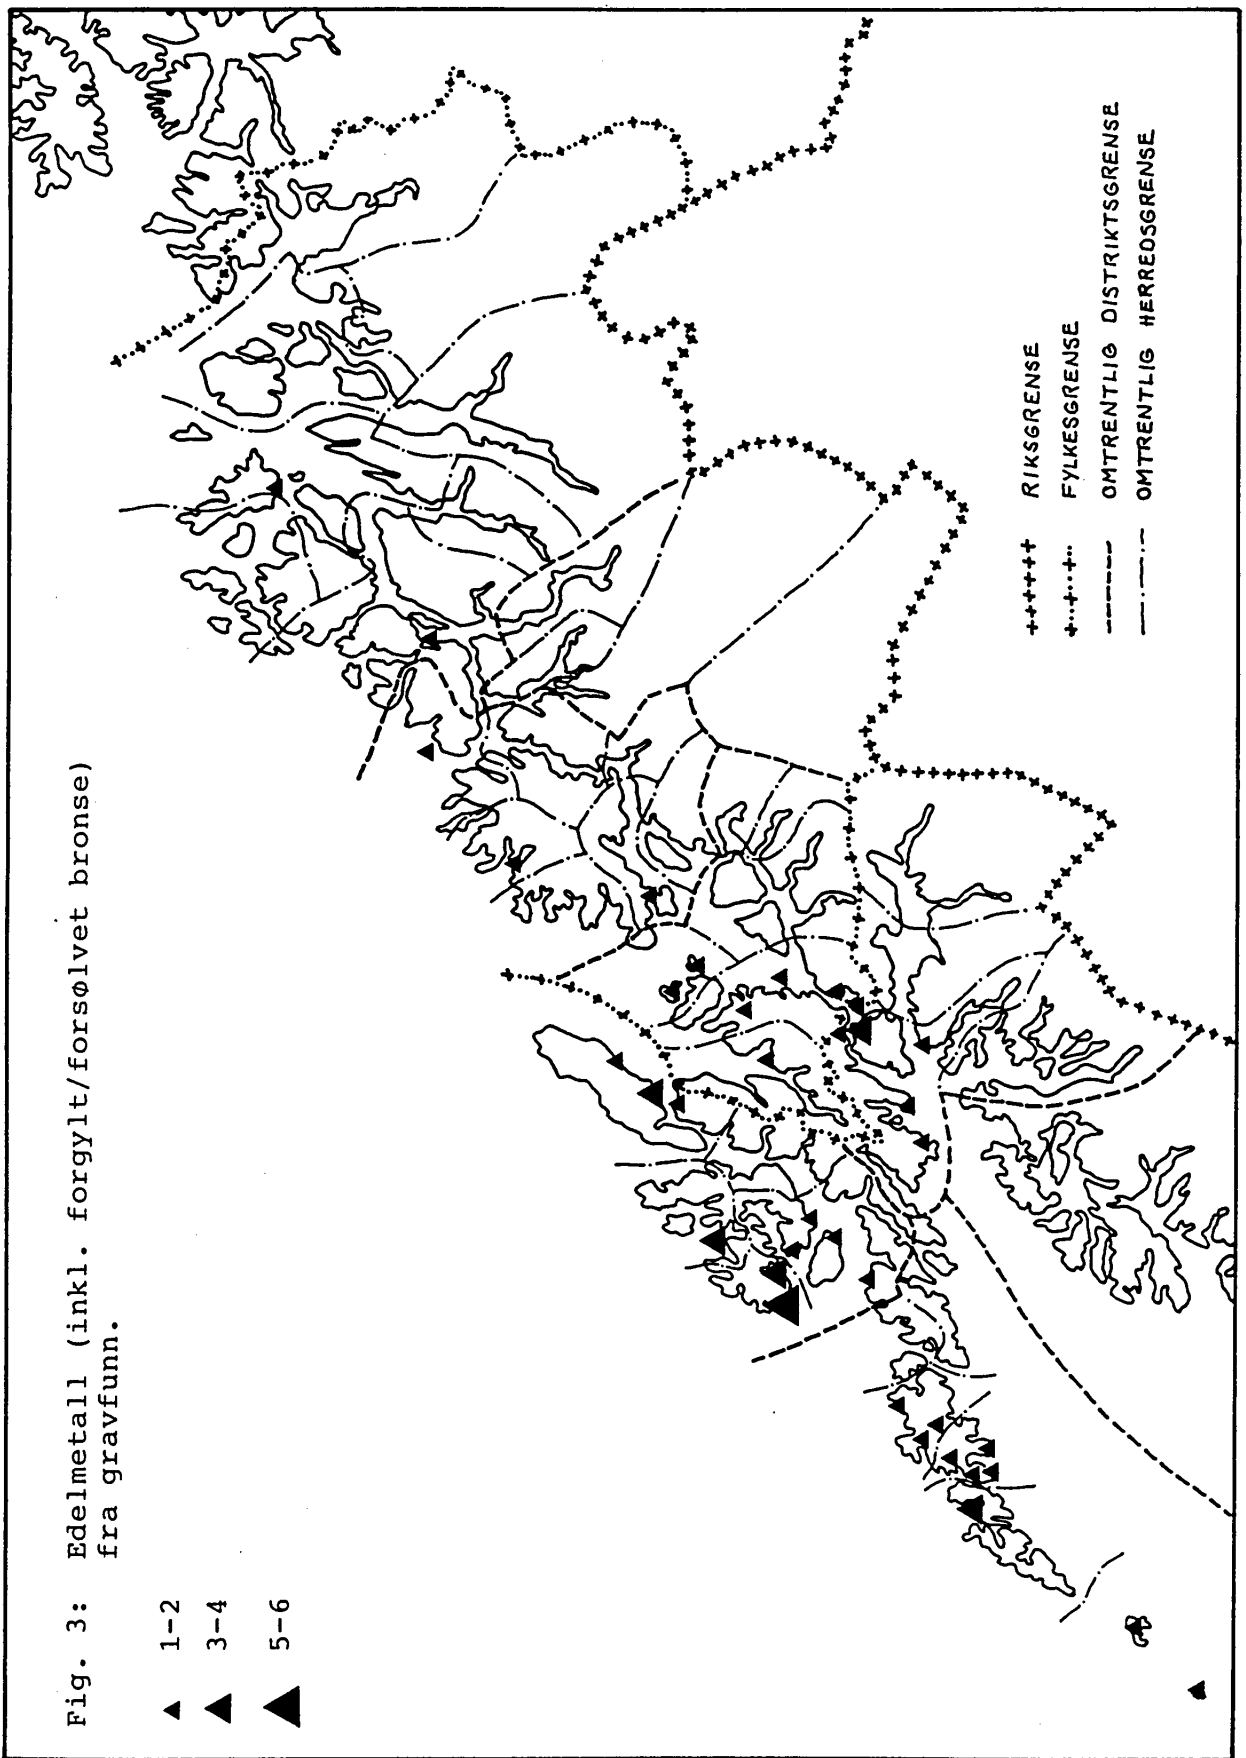 Fig. 3: Edelmetall (inkl. forgylt/forsølvet bronse)
fra gravfunn.
1-2
3-4
5-6
RIKSGRENSE
FYLKESGRENSE
OMTRENTLIG DISTRIKTSGRENSE
OMTRENTLIG HERREDSGRENSE